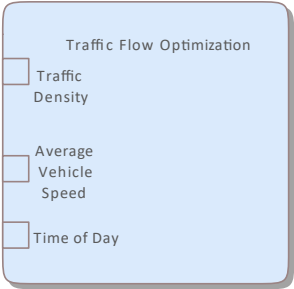 Traffic Flow Optimization
Traffic
Density
Average
Vehicle
Speed
Time of Day